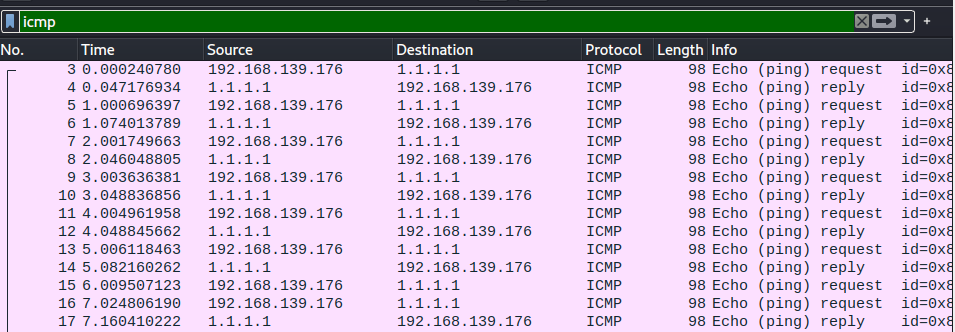 icmp
No. Time Source Destination Protocol Length Info
3 0.000240780 192.168.139.176 1.1.1.1 ICMP 98 Echo (ping) request id=0x8
4 0.047176934 1.1.1.1 192.168.139.176 ICMP 98 Echo (ping) reply id=0x8
5 1.000696397 192.168.139.176 1.1.1.1 ICMP 98 Echo (ping) request id=0x8
6 1.074013789 1.1.1.1 192.168.139.176 ICMP 98 Echo (ping) reply id=0x8
7 2.001749663 192.168.139.176 1.1.1.1 ICMP 98 Echo (ping) request id=0x8
8 2.046048805 1.1.1.1 192.168.139.176 ICMP 98 Echo (ping) reply id=0x8
9 3.003636381 192.168.139.176 1.1.1.1 ICMP 98 Echo (ping) request id=0x8
10 3.048836856 1.1.1.1 192.168.139.176 ICMP 98 Echo (ping) reply id=0x8
11 4.004961958 192.168.139.176 1.1.1.1 ICMP 98 Echo (ping) request id=0x8
12 4.048845662 1.1.1.1 192.168.139.176 ICMP 98 Echo (ping) reply id=0x8
13 5.006118463 192.168.139.176 1.1.1.1 ICMP 98 Echo (ping) request id=0x8
14 5.082160262 1.1.1.1 192.168.139.176 ICMP 98 Echo (ping) reply id=0x8
15 6.009507123 192.168.139.176 1.1.1.1 ICMP 98 Echo (ping) request id=0x8
16 7.024806190 192.168.139.176 1.1.1.1 ICMP 98 Echo (ping) request id=0x8
17 7.160410222 1.1.1.1 192.168.139.176 ICMP 98 Echo (ping) reply id=0x8